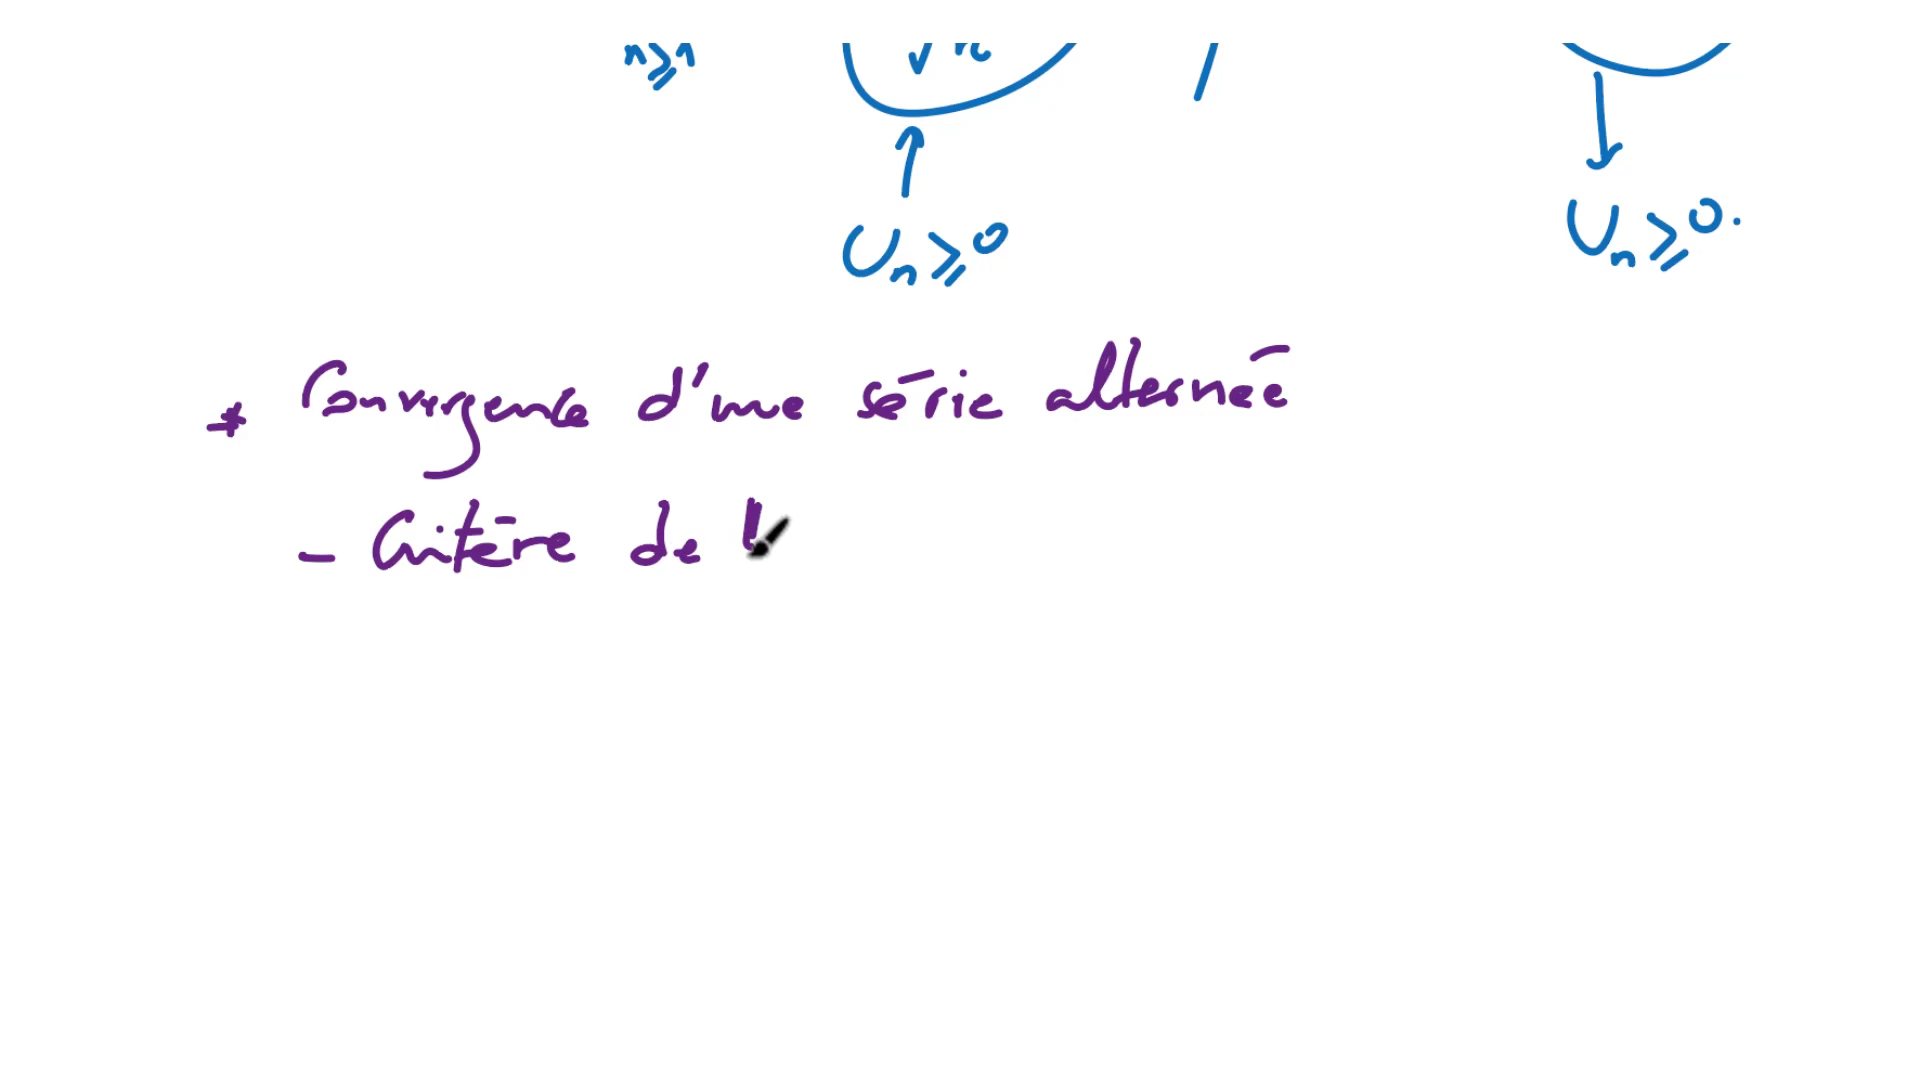 n⩾1 √n
Un⩾0 Un⩾0.
* Convergence d'une série alternée
- Critère de